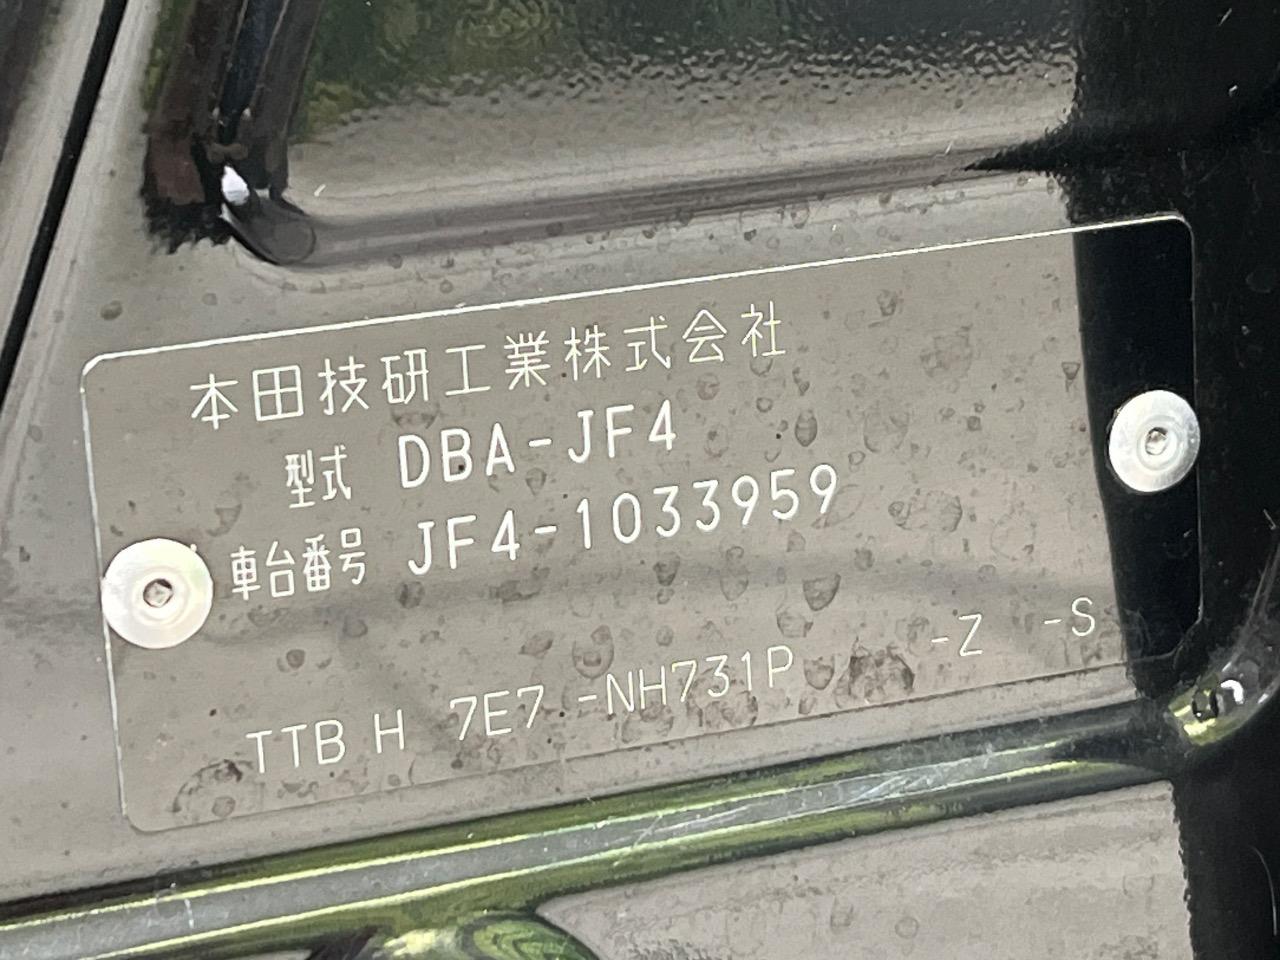 本田技研工業株式会社
型式 DBA-JF4
車台番号 JF4-1033959
TTB H 7E7 -NH731P -Z -S